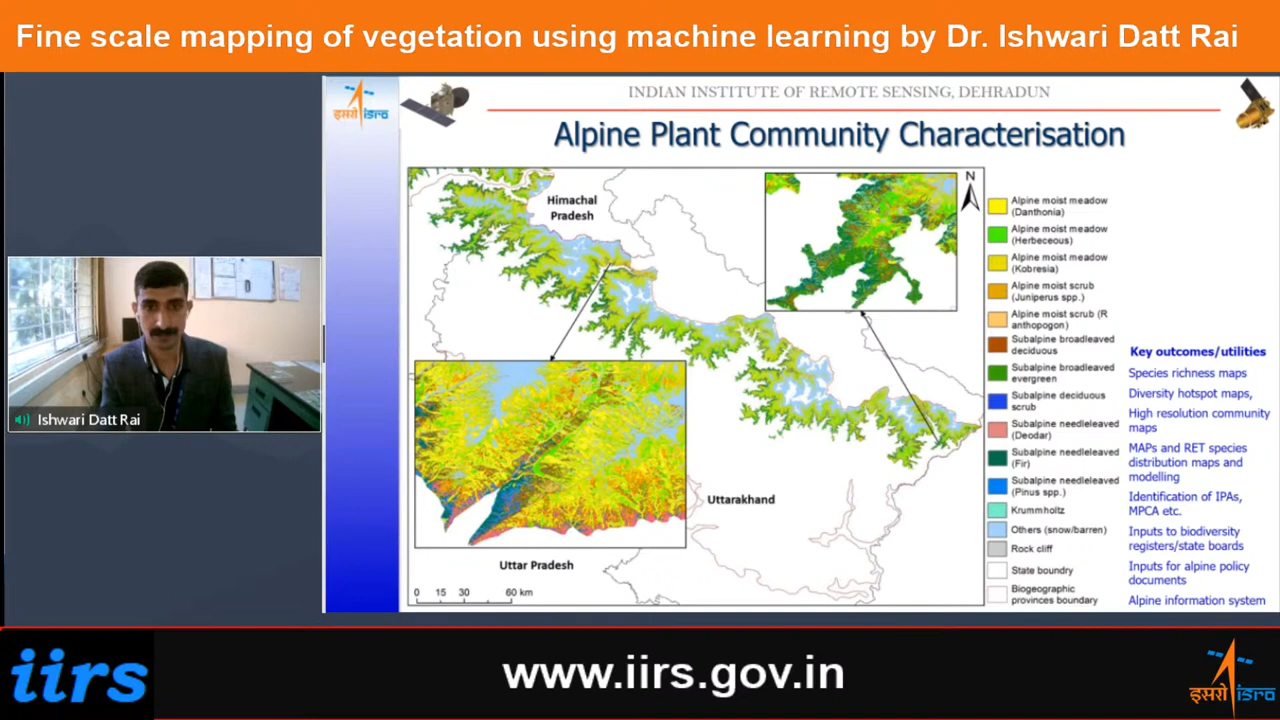 Fine scale mapping of vegetation using machine learning by Dr. Ishwari Datt Rai
इसरो isro
INDIAN INSTITUTE OF REMOTE SENSING, DEHRADUN
Alpine Plant Community Characterisation
Himachal
Pradesh
N
Uttarakhand
Uttar Pradesh
0 15 30 60 km
Alpine moist meadow
(Danthonia)
Alpine moist meadow
(Herbeceous)
Alpine moist meadow
(Kobresia)
Alpine moist scrub
(Juniperus spp.)
Alpine moist scrub (R
anthopogon)
Subalpine broadleaved
deciduous
Subalpine broadleaved
evergreen
Subalpine deciduous
scrub
Subalpine needleleaved
(Deodar)
Subalpine needleleaved
(Fir)
Subalpine needleleaved
(Pinus spp.)
Krummholtz
Others (snow/barren)
Rock cliff
State boundry
Biogeographic
provinces boundary
Key outcomes/utilities
Species richness maps
Diversity hotspot maps,
High resolution community
maps
MAPs and RET species
distribution maps and
modelling
Identification of IPAs,
MPCA etc.
Inputs to biodiversity
registers/state boards
Inputs for alpine policy
documents
Alpine information system
Ishwari Datt Rai
iirs
www.iirs.gov.in
इसरो isro